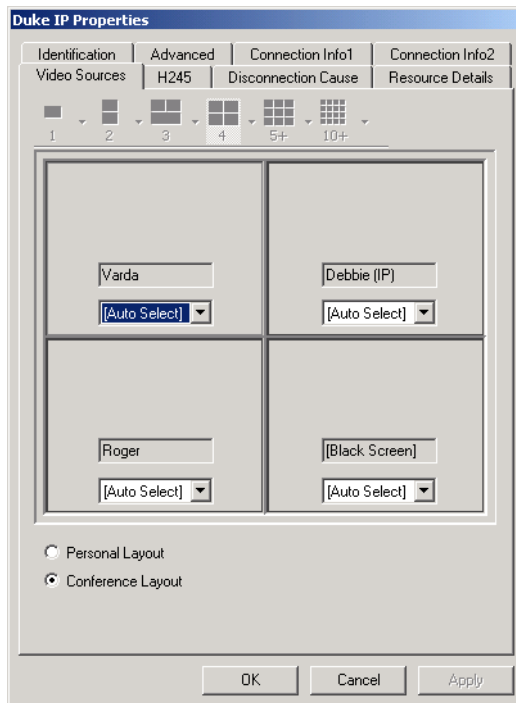 Duke IP Properties
Identification Advanced Connection Info1 Connection Info2
Video Sources H245 Disconnection Cause Resource Details
1 2 3 4 5+ 10+
Varda Debbie (IP)
[Auto Select] [Auto Select]
Roger [Black Screen]
[Auto Select] [Auto Select]
Personal Layout
Conference Layout
OK Cancel Apply